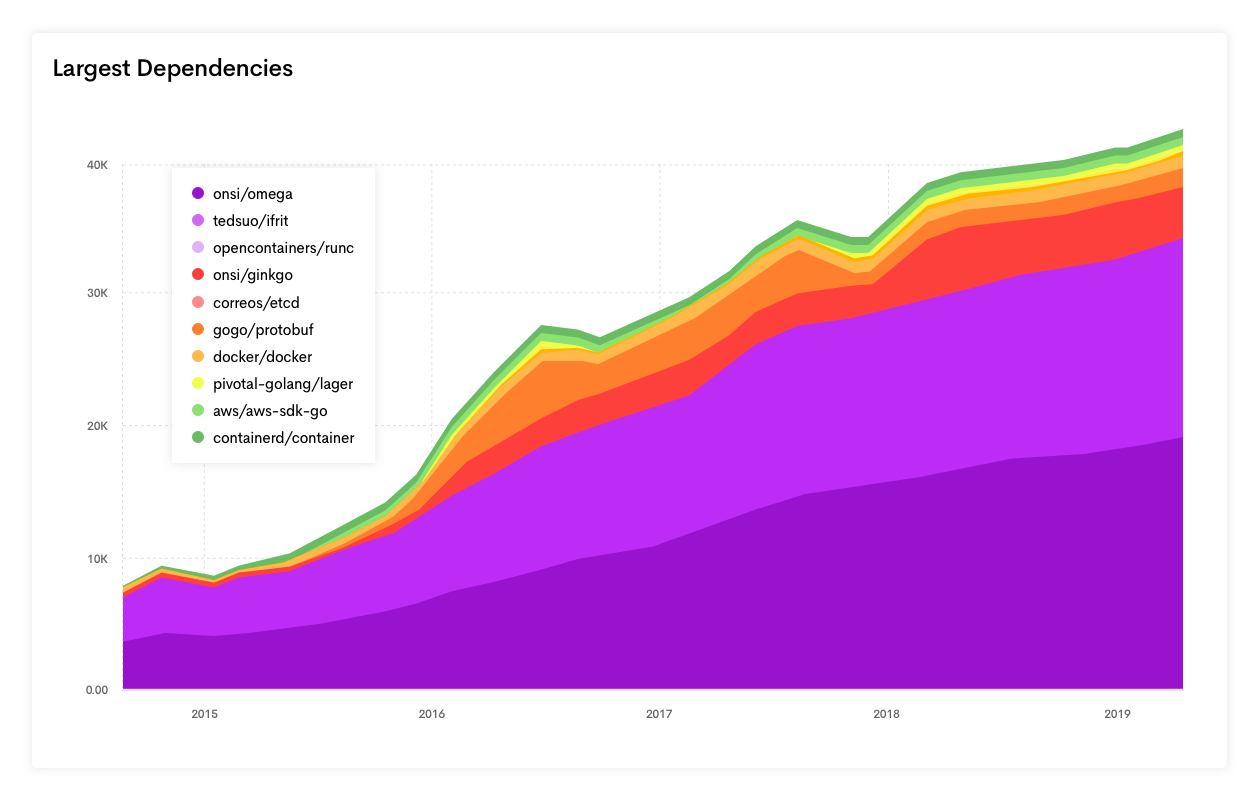 Largest Dependencies
40K
30K
20K
10K
0.00
onsi/omega
tedsuo/ifrit
opencontainers/runc
onsi/ginkgo
correos/etcd
gogo/protobuf
docker/docker
pivotal-golang/lager
aws/aws-sdk-go
containerd/container
2015 2016 2017 2018 2019